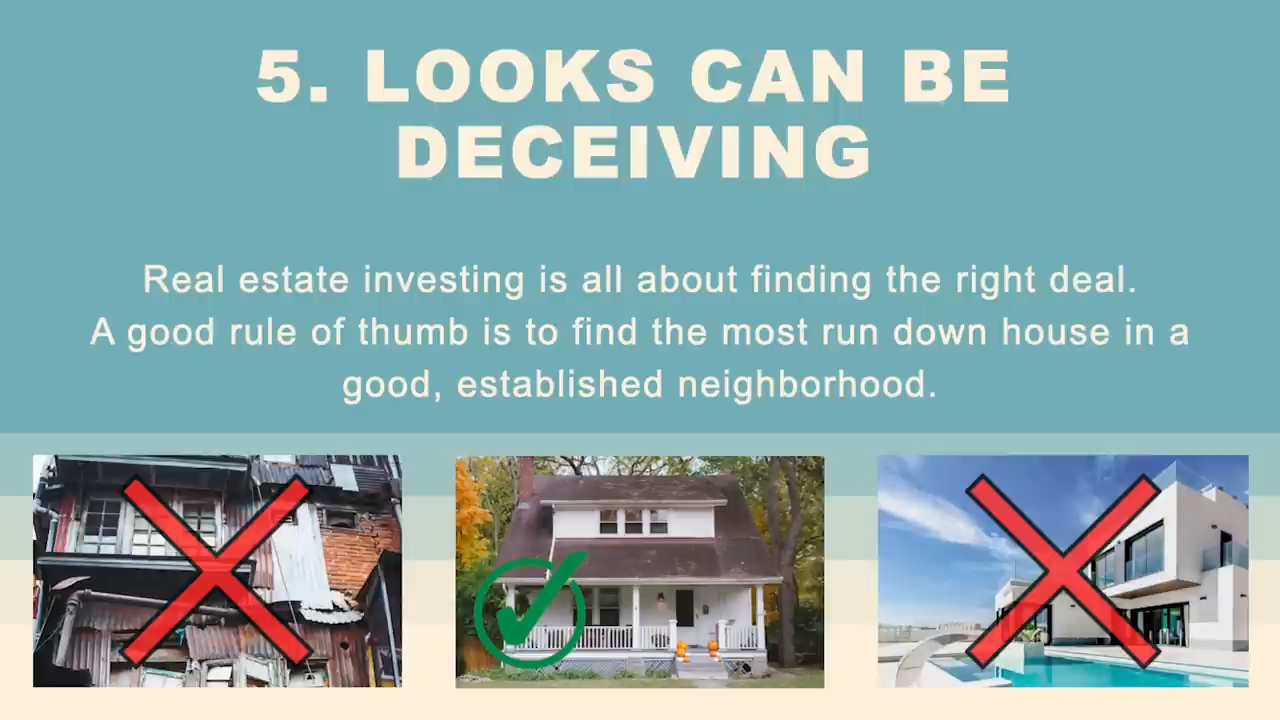 5. LOOKS CAN BE
DECEIVING
Real estate investing is all about finding the right deal.
A good rule of thumb is to find the most run down house in a
good, established neighborhood.